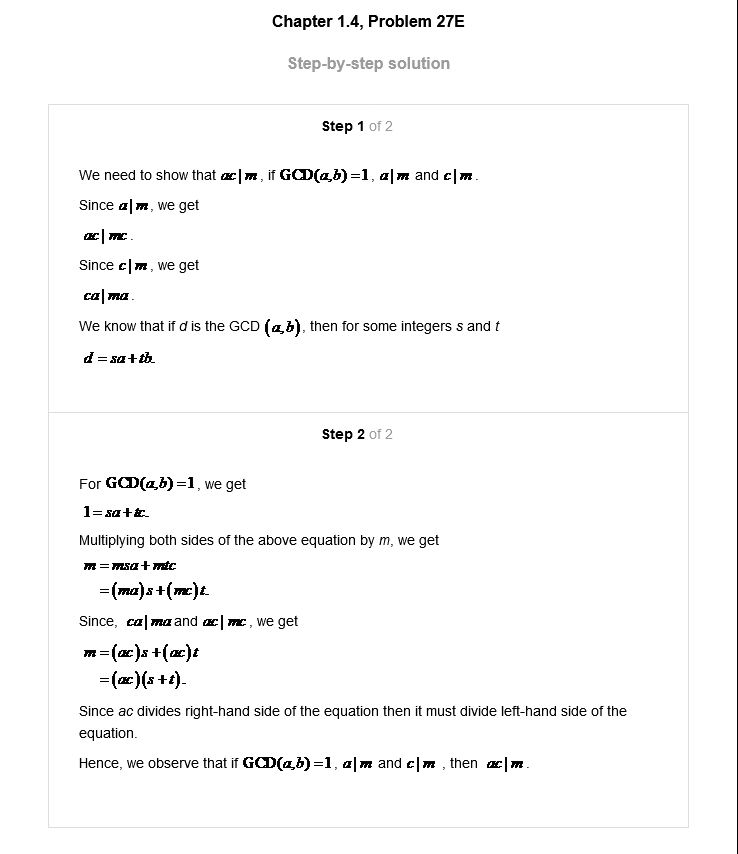 Chapter 1.4, Problem 27E
Step-by-step solution
Step 1 of 2
We need to show that ac|m, if GCD(a,b)=1, a|m and c|m.
Since a|m, we get
ac|mc.
Since c|m, we get
ca|ma.
We know that if d is the GCD (a,b), then for some integers s and t
d=sa+tb.
Step 2 of 2
For GCD(a,b)=1, we get
1=sa+tc.
Multiplying both sides of the above equation by m, we get
m=msa+mtc
=(ma)s+(mc)t.
Since, ca|ma and ac|mc, we get
m=(ac)s+(ac)t
=(ac)(s+t).
Since ac divides right-hand side of the equation then it must divide left-hand side of the
equation.
Hence, we observe that if GCD(a,b)=1, a|m and c|m , then ac|m.